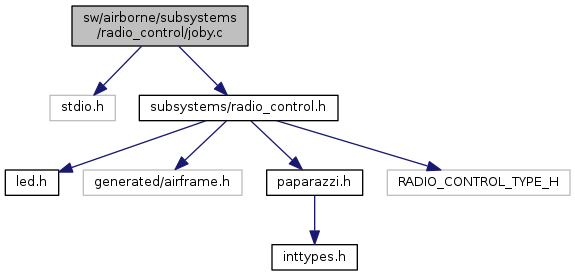 sw/airborne/subsystems
/radio_control/joby.c
stdio.h
subsystems/radio_control.h
led.h
generated/airframe.h
paparazzi.h
RADIO_CONTROL_TYPE_H
inttypes.h